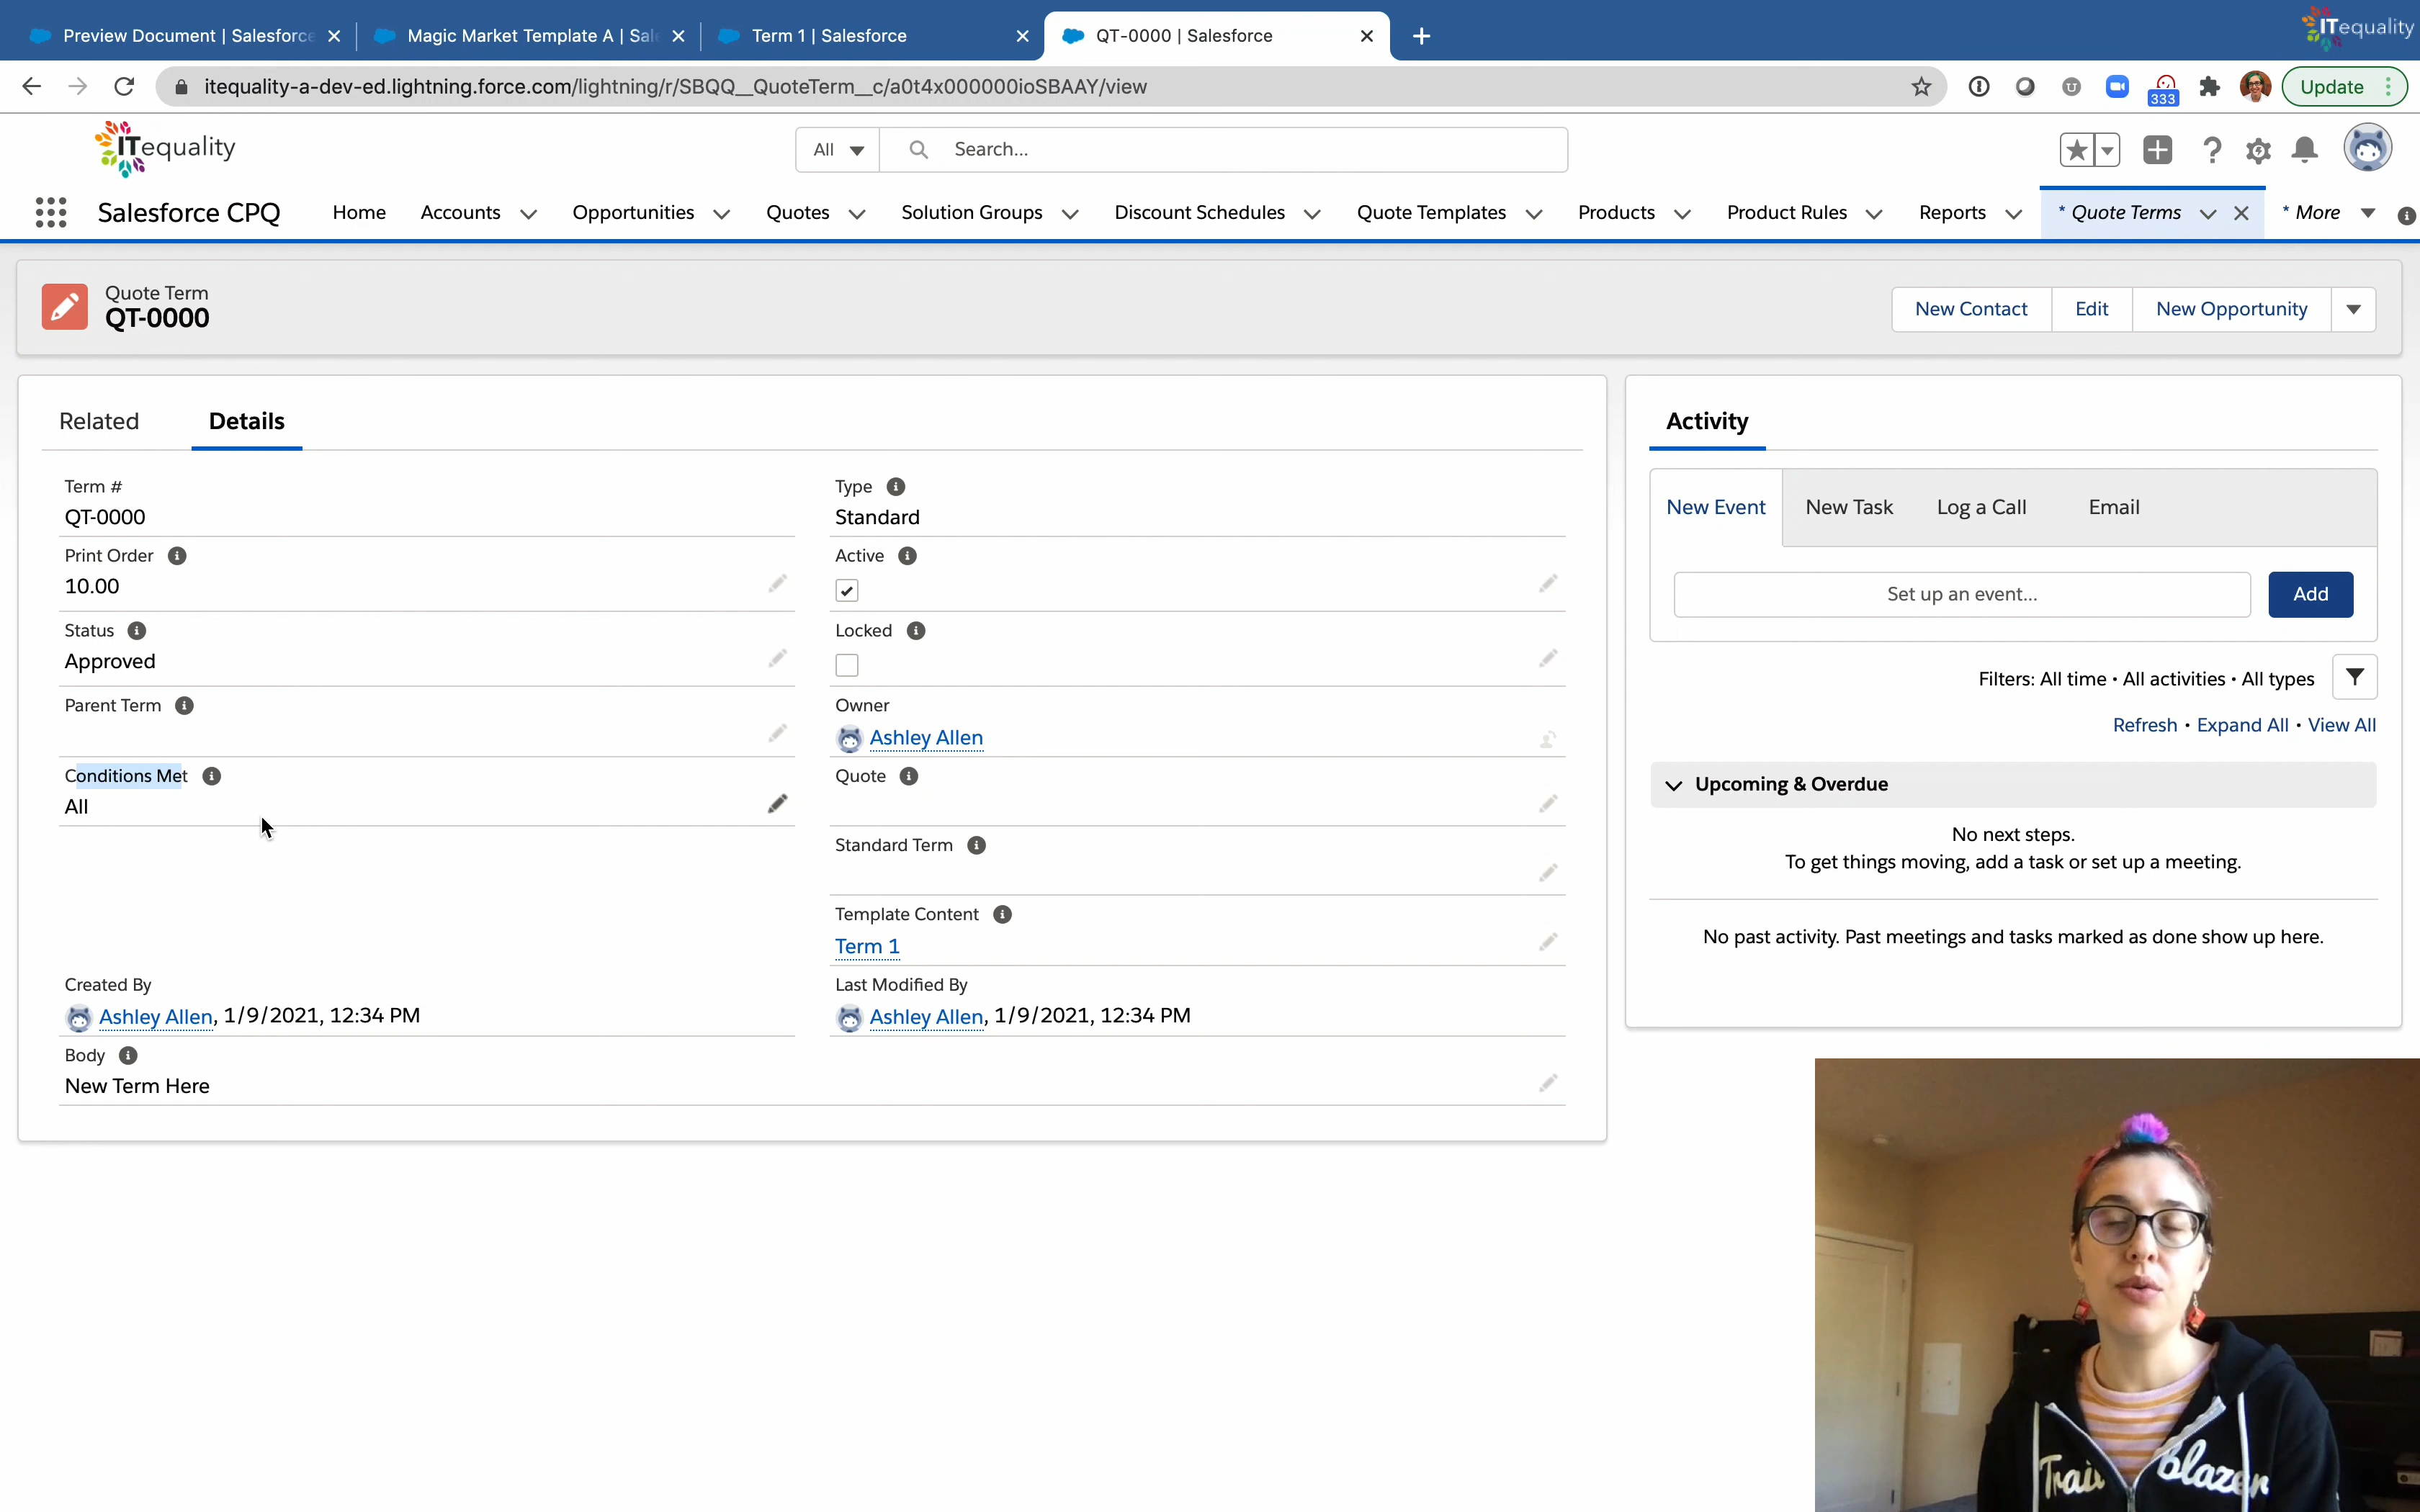 Preview Document | Salesforce
Magic Market Template A | Sal
Term 1 | Salesforce
QT-0000 | Salesforce
ITequality
itequality-a-dev-ed.lightning.force.com/lightning/r/SBQQ__QuoteTerm__c/a0t4x000000ioSBAAY/view
333
Update
ITequality
All
Search...
Salesforce CPQ
Home
Accounts
Opportunities
Quotes
Solution Groups
Discount Schedules
Quote Templates
Products
Product Rules
Reports
* Quote Terms
* More
Quote Term
QT-0000
New Contact
Edit
New Opportunity
Related
Details
Term #
QT-0000
Type
Standard
Print Order
10.00
Active
Status
Approved
Locked
Parent Term
Owner
Ashley Allen
Conditions Met
All
Quote
Standard Term
Template Content
Term 1
Created By
Ashley Allen, 1/9/2021, 12:34 PM
Last Modified By
Ashley Allen, 1/9/2021, 12:34 PM
Body
New Term Here
Activity
New Event
New Task
Log a Call
Email
Set up an event...
Add
Filters: All time • All activities • All types
Refresh • Expand All • View All
Upcoming & Overdue
No next steps.
To get things moving, add a task or set up a meeting.
No past activity. Past meetings and tasks marked as done show up here.
Trail blazer